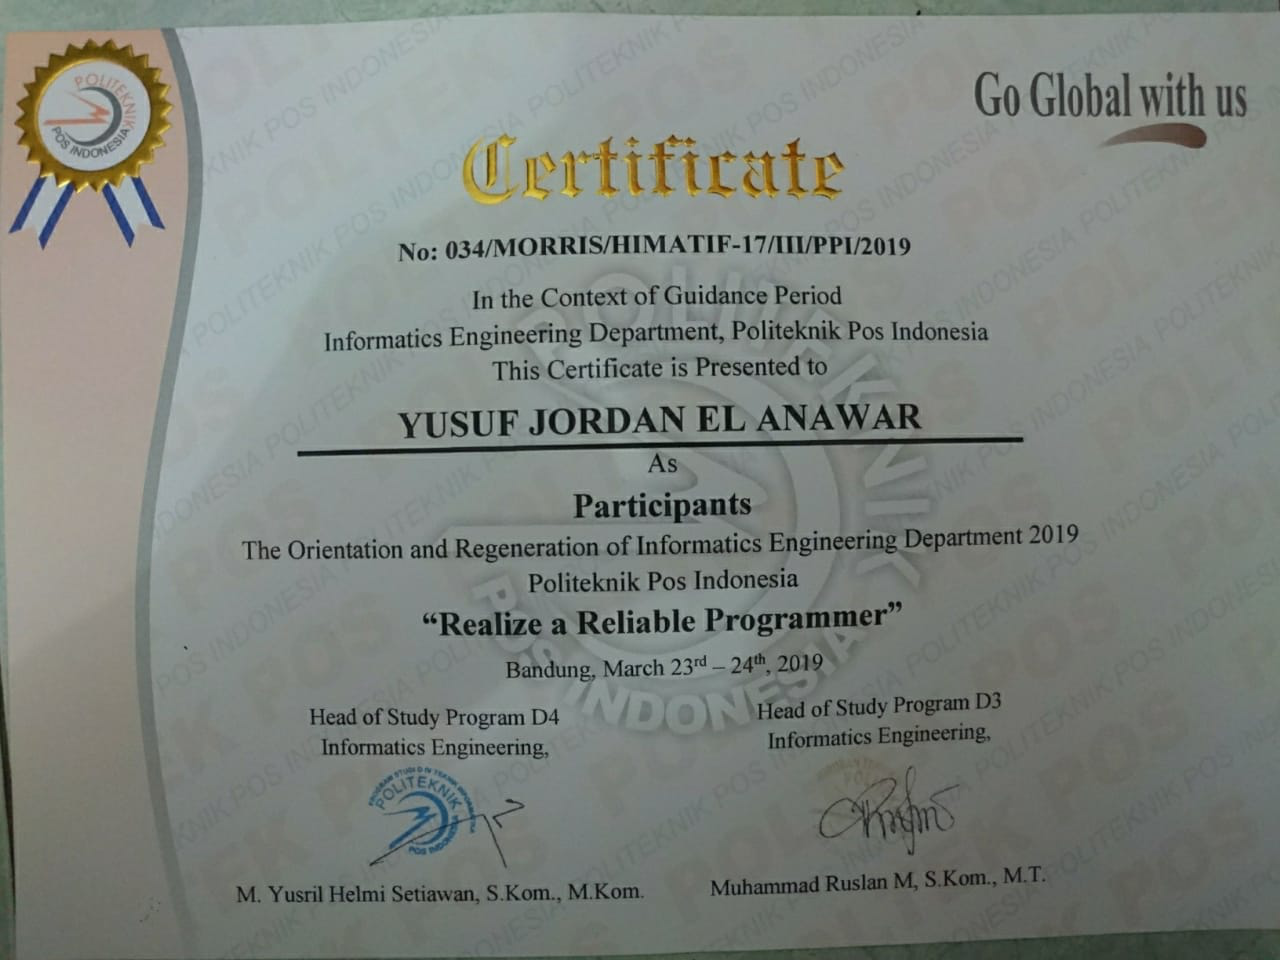 POLITEKNIK
POS INDONESIA
Go Global with us
Certificate
No: 034/MORRIS/HIMATIF-17/III/PPI/2019
In the Context of Guidance Period
Informatics Engineering Department, Politeknik Pos Indonesia
This Certificate is Presented to
YUSUF JORDAN EL ANAWAR
As
Participants
The Orientation and Regeneration of Informatics Engineering Department 2019
Politeknik Pos Indonesia
“Realize a Reliable Programmer”
Bandung, March 23rd – 24th, 2019
Head of Study Program D4
Informatics Engineering,
Head of Study Program D3
Informatics Engineering,
POLITEKNIK
POS INDONESIA
M. Yusril Helmi Setiawan, S.Kom., M.Kom.
Muhammad Ruslan M, S.Kom., M.T.